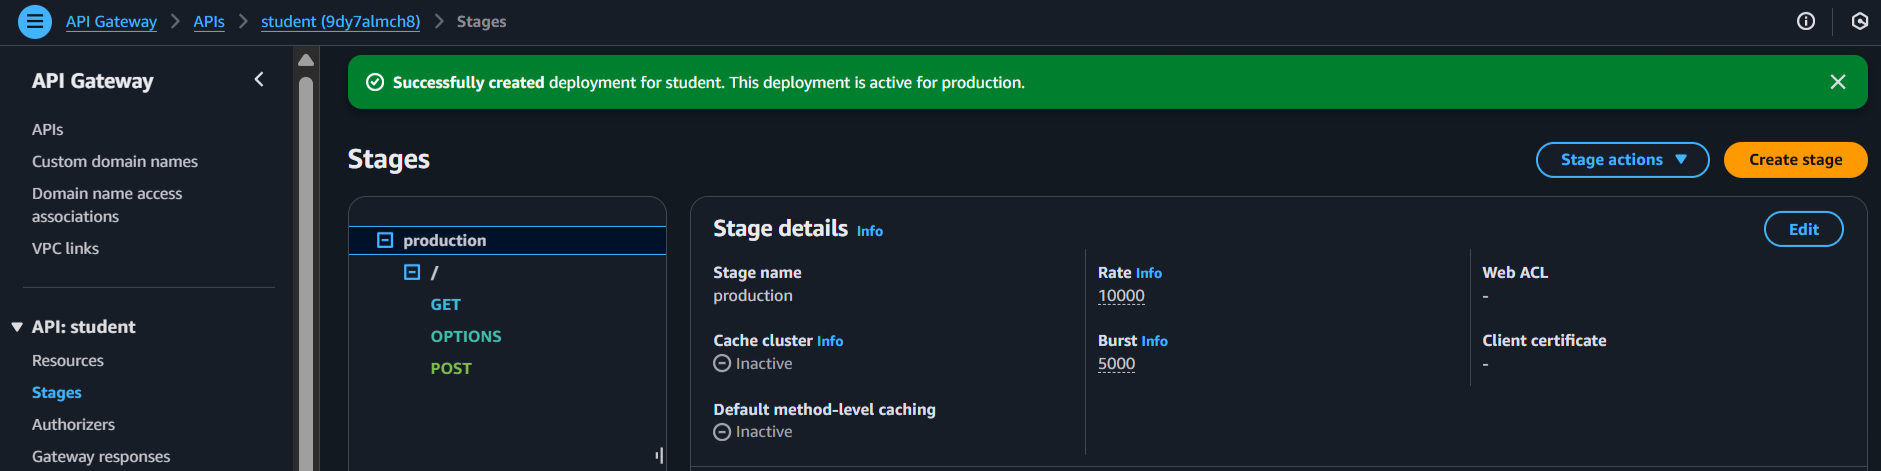 API Gateway > APIs > student (9dy7almch8) > Stages
API Gateway
APIs
Custom domain names
Domain name access
associations
VPC links
API: student
Resources
Stages
Authorizers
Gateway responses
Successfully created deployment for student. This deployment is active for production.
Stages
Stage actions
Create stage
production
/
GET
OPTIONS
POST
Stage details Info
Edit
Stage name
production
Rate Info
10000
Web ACL
-
Cache cluster Info
Inactive
Burst Info
5000
Client certificate
-
Default method-level caching
Inactive